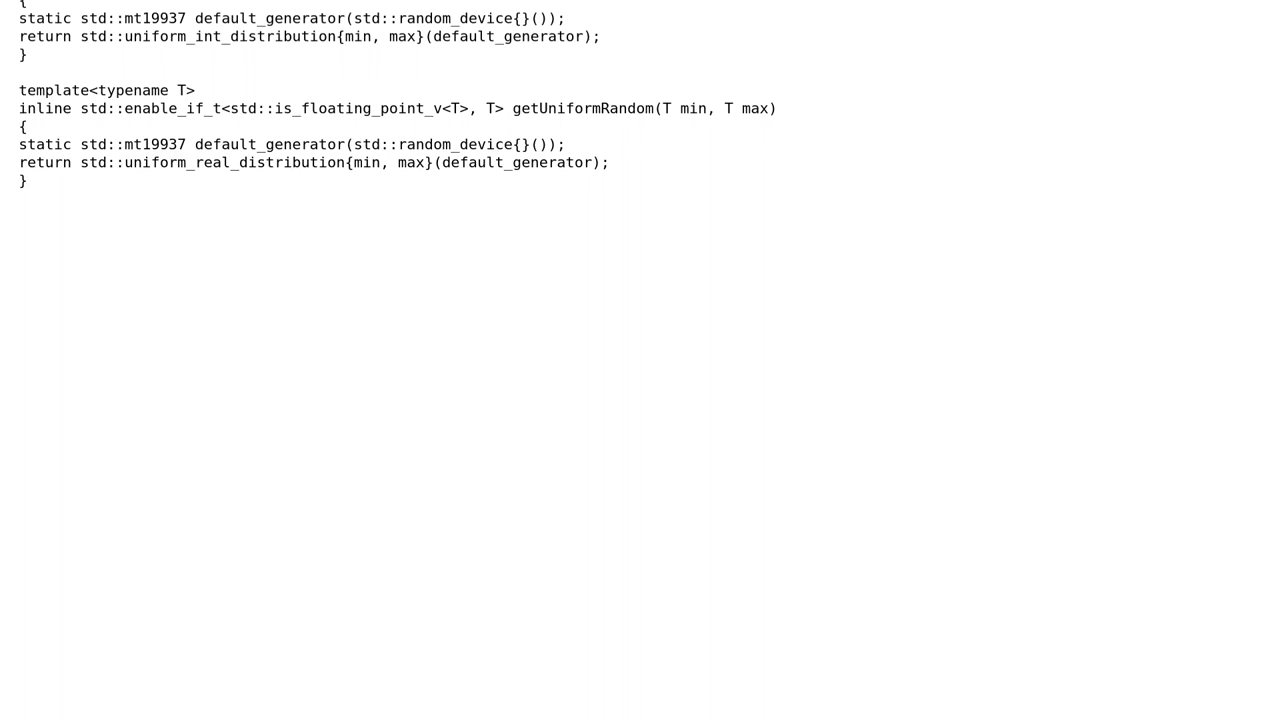 {
static std::mt19937 default_generator(std::random_device{}());
return std::uniform_int_distribution{min, max}(default_generator);
}
template<typename T>
inline std::enable_if_t<std::is_floating_point_v<T>, T> getUniformRandom(T min, T max)
{
static std::mt19937 default_generator(std::random_device{}());
return std::uniform_real_distribution{min, max}(default_generator);
}